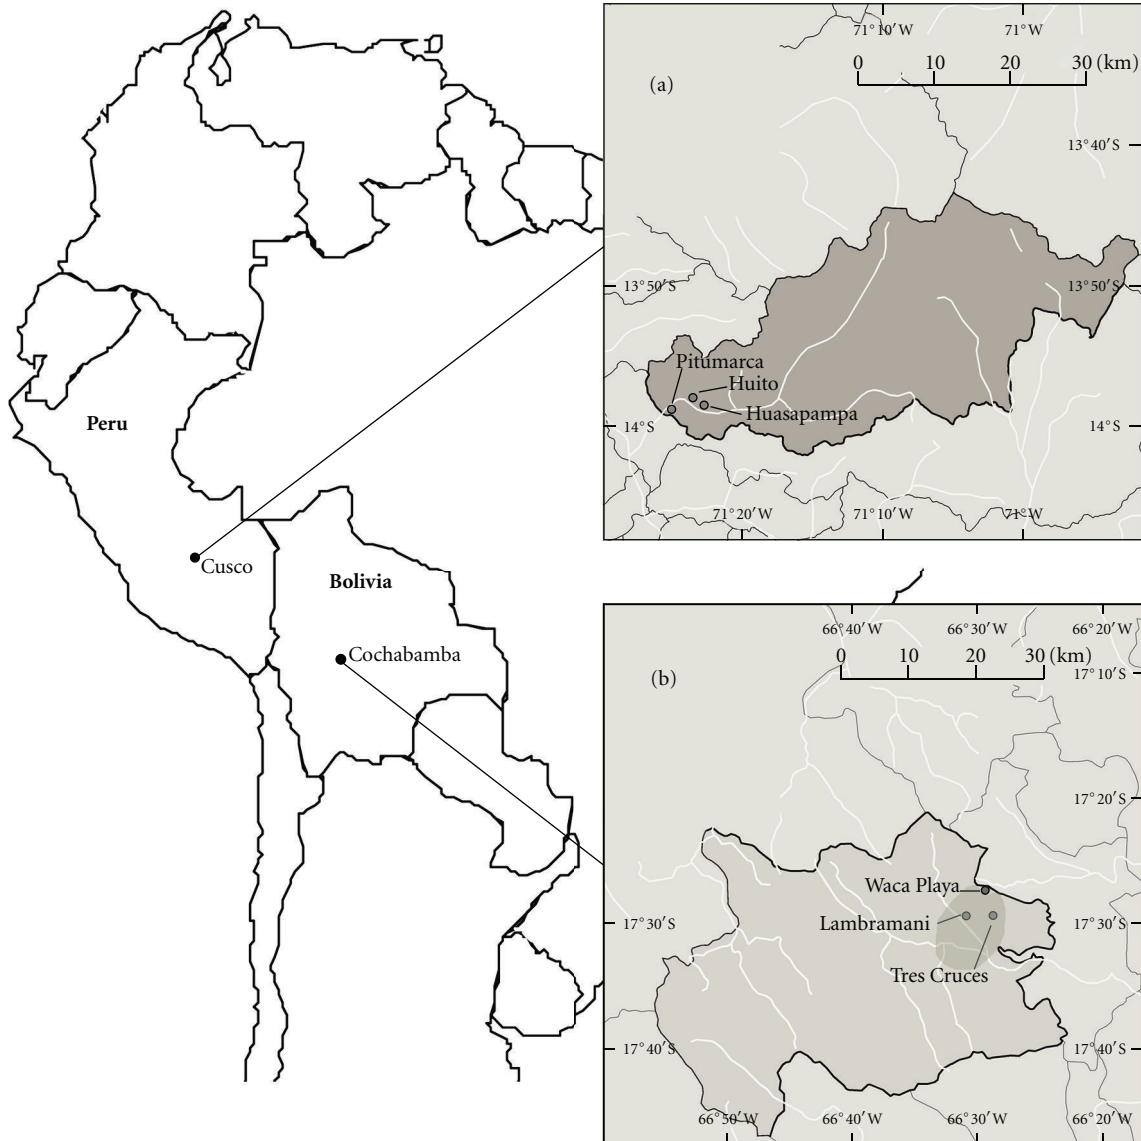 Peru
Cusco
Bolivia
Cochabamba
(a)
71°10′W
71°W
0 10 20 30 (km)
13°40′S
13°50′S
13°50′S
Pitumarca
Huito
Huasapampa
14°S
14°S
71°20′W
71°10′W
71°W
(b)
66°40′W
66°30′W
66°20′W
0 10 20 30 (km)
17°10′S
17°20′S
Waca Playa
Lambramani
Tres Cruces
17°30′S
17°30′S
17°40′S
17°40′S
66°50′W
66°40′W
66°30′W
66°20′W